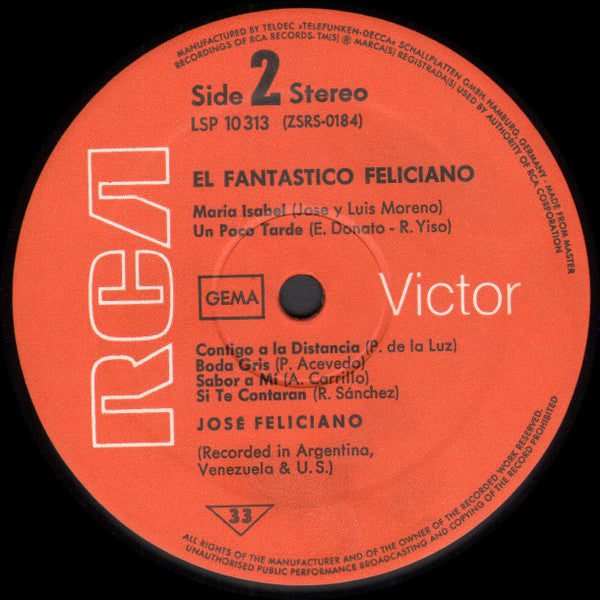 MANUFACTURED BY TELDEC »TELEFUNKEN-DECCA« SCHALLPLATTEN GMBH, HAMBURG, GERMANY · MADE FROM MASTER
RECORDINGS OF RCA RECORDS. TM(S) ® MARCA(S) REGISTRADA(S) USED BY AUTHORITY OF RCA CORPORATION
Side 2 Stereo
LSP 10 313 (ZSRS-0184)
EL FANTASTICO FELICIANO
María Isabel (Jose y Luis Moreno)
Un Poco Tarde (E. Donato - R. Yiso)
RCA
GEMA
Victor
Contigo a la Distancia (P. de la Luz)
Boda Gris (P. Acevedo)
Sabor a Mi (A. Carrillo)
Si Te Contaran (R. Sánchez)
JOSÉ FELICIANO
(Recorded in Argentina,
Venezuela & U.S.)
33
ALL RIGHTS OF THE MANUFACTURER AND OF THE OWNER OF THE RECORDED WORK RESERVED.
UNAUTHORISED PUBLIC PERFORMANCE BROADCASTING AND COPYING OF THE RECORD PROHIBITED